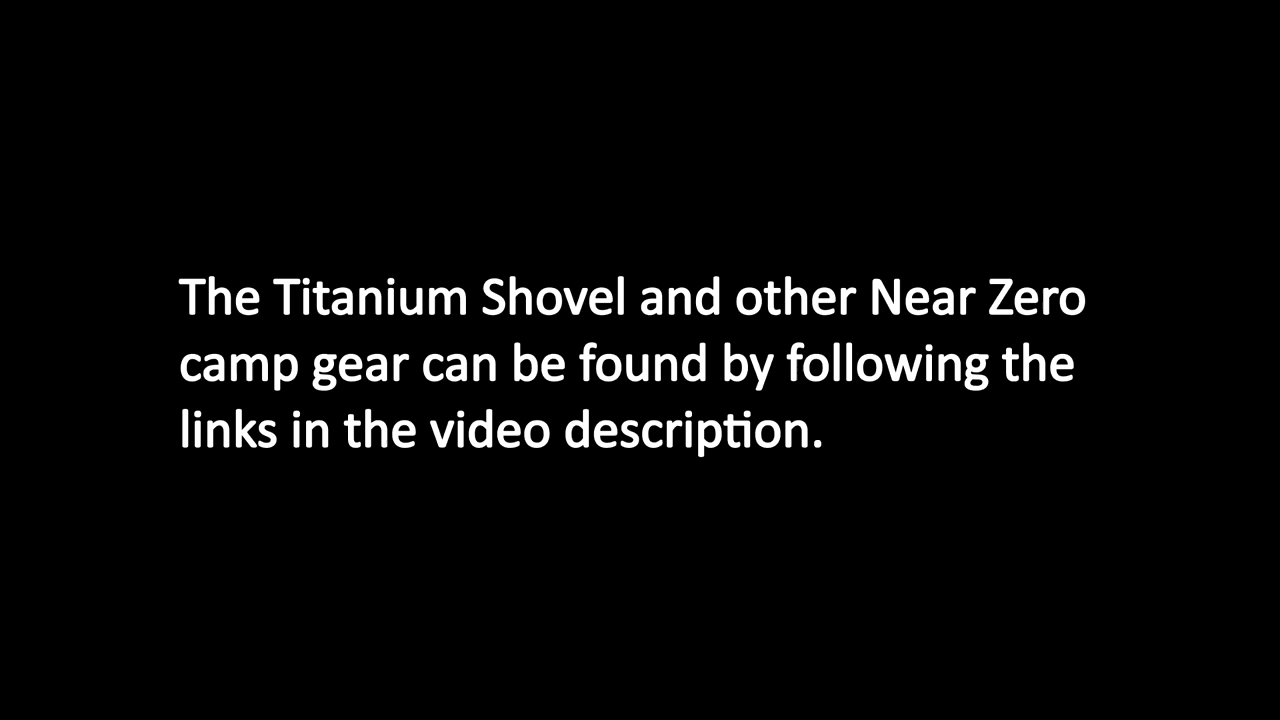 The Titanium Shovel and other Near Zero
camp gear can be found by following the
links in the video description.